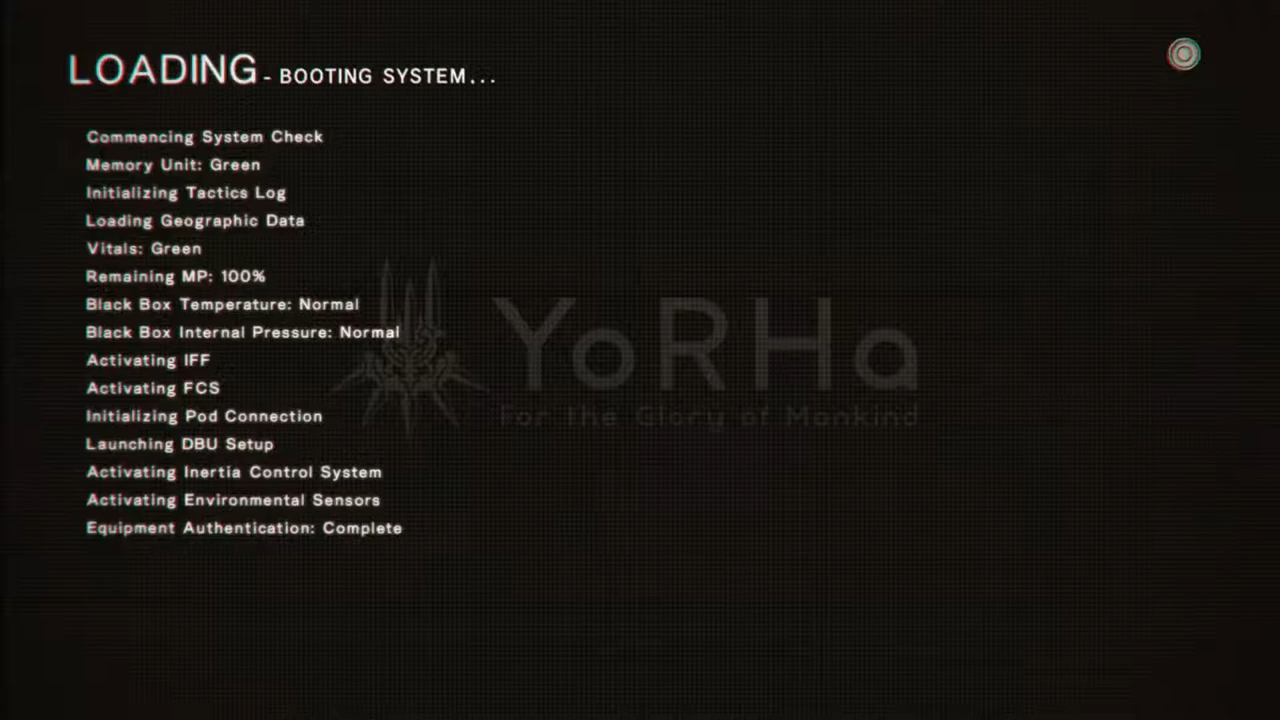 LOADING - BOOTING SYSTEM...
Commencing System Check
Memory Unit: Green
Initializing Tactics Log
Loading Geographic Data
Vitals: Green
Remaining MP: 100%
Black Box Temperature: Normal
Black Box Internal Pressure: Normal
Activating IFF
Activating FCS
Initializing Pod Connection
Launching DBU Setup
Activating Inertia Control System
Activating Environmental Sensors
Equipment Authentication: Complete
YoRHa
For the Glory of Mankind